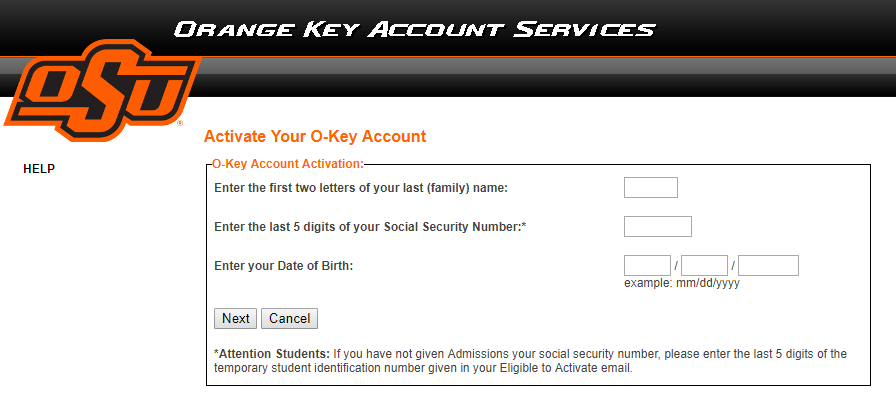 Orange Key Account Services
OSU
®
Activate Your O-Key Account
HELP
O-Key Account Activation:
Enter the first two letters of your last (family) name:
Enter the last 5 digits of your Social Security Number:*
Enter your Date of Birth:
/ /
example: mm/dd/yyyy
Next Cancel
*Attention Students: If you have not given Admissions your social security number, please enter the last 5 digits of the
temporary student identification number given in your Eligible to Activate email.